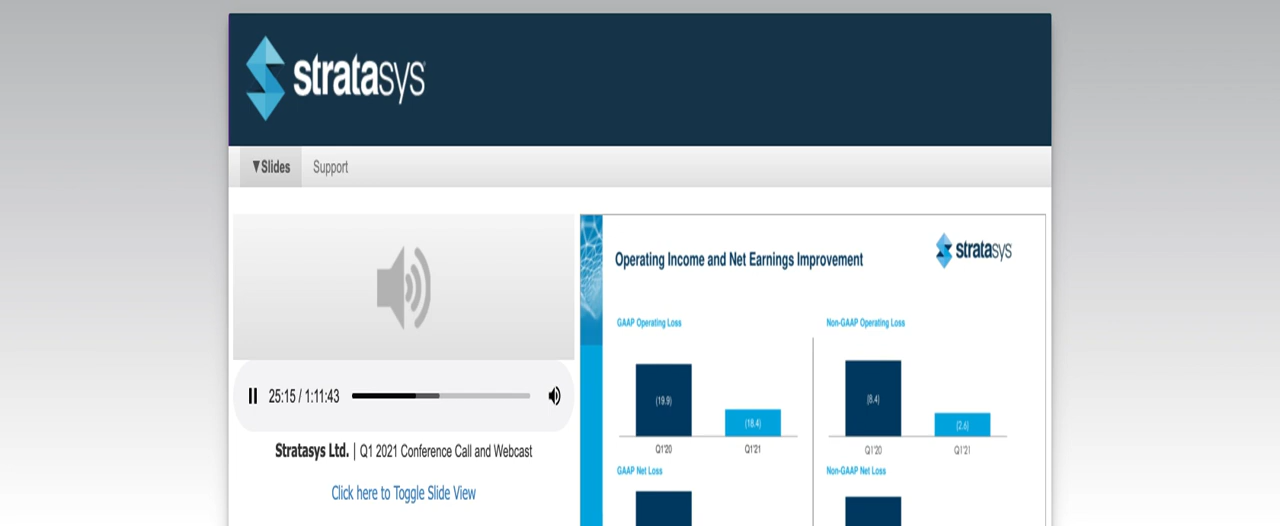 stratasys
▼Slides Support
25:15 / 1:11:43
Stratasys Ltd. | Q1 2021 Conference Call and Webcast
Click here to Toggle Slide View
stratasys
Operating Income and Net Earnings Improvement
GAAP Operating Loss
(19.9)
(18.4)
Q1'20 Q1'21
Non-GAAP Operating Loss
(8.4)
(2.6)
Q1'20 Q1'21
GAAP Net Loss
Non-GAAP Net Loss